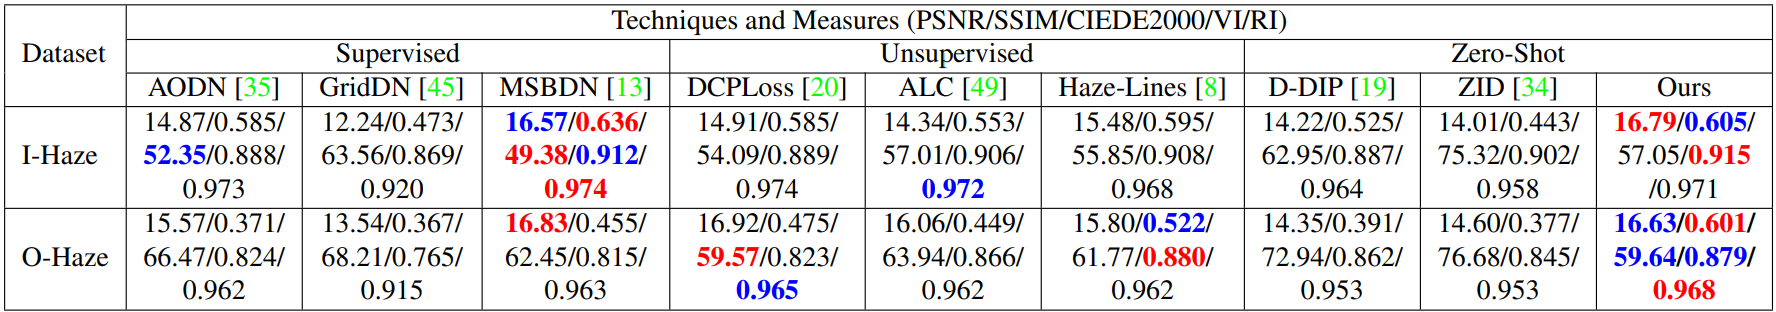 Techniques and Measures (PSNR/SSIM/CIEDE2000/VI/RI)
Dataset Supervised Unsupervised Zero-Shot
AODN [35] GridDN [45] MSBDN [13] DCPLoss [20] ALC [49] Haze-Lines [8] D-DIP [19] ZID [34] Ours
14.87/0.585/ 12.24/0.473/ 16.57/0.636/ 14.91/0.585/ 14.34/0.553/ 15.48/0.595/ 14.22/0.525/ 14.01/0.443/ 16.79/0.605/
I-Haze 52.35/0.888/ 63.56/0.869/ 49.38/0.912/ 54.09/0.889/ 57.01/0.906/ 55.85/0.908/ 62.95/0.887/ 75.32/0.902/ 57.05/0.915
0.973 0.920 0.974 0.974 0.972 0.968 0.964 0.958 /0.971
15.57/0.371/ 13.54/0.367/ 16.83/0.455/ 16.92/0.475/ 16.06/0.449/ 15.80/0.522/ 14.35/0.391/ 14.60/0.377/ 16.63/0.601/
O-Haze 66.47/0.824/ 68.21/0.765/ 62.45/0.815/ 59.57/0.823/ 63.94/0.866/ 61.77/0.880/ 72.94/0.862/ 76.68/0.845/ 59.64/0.879/
0.962 0.915 0.963 0.965 0.962 0.962 0.953 0.953 0.968